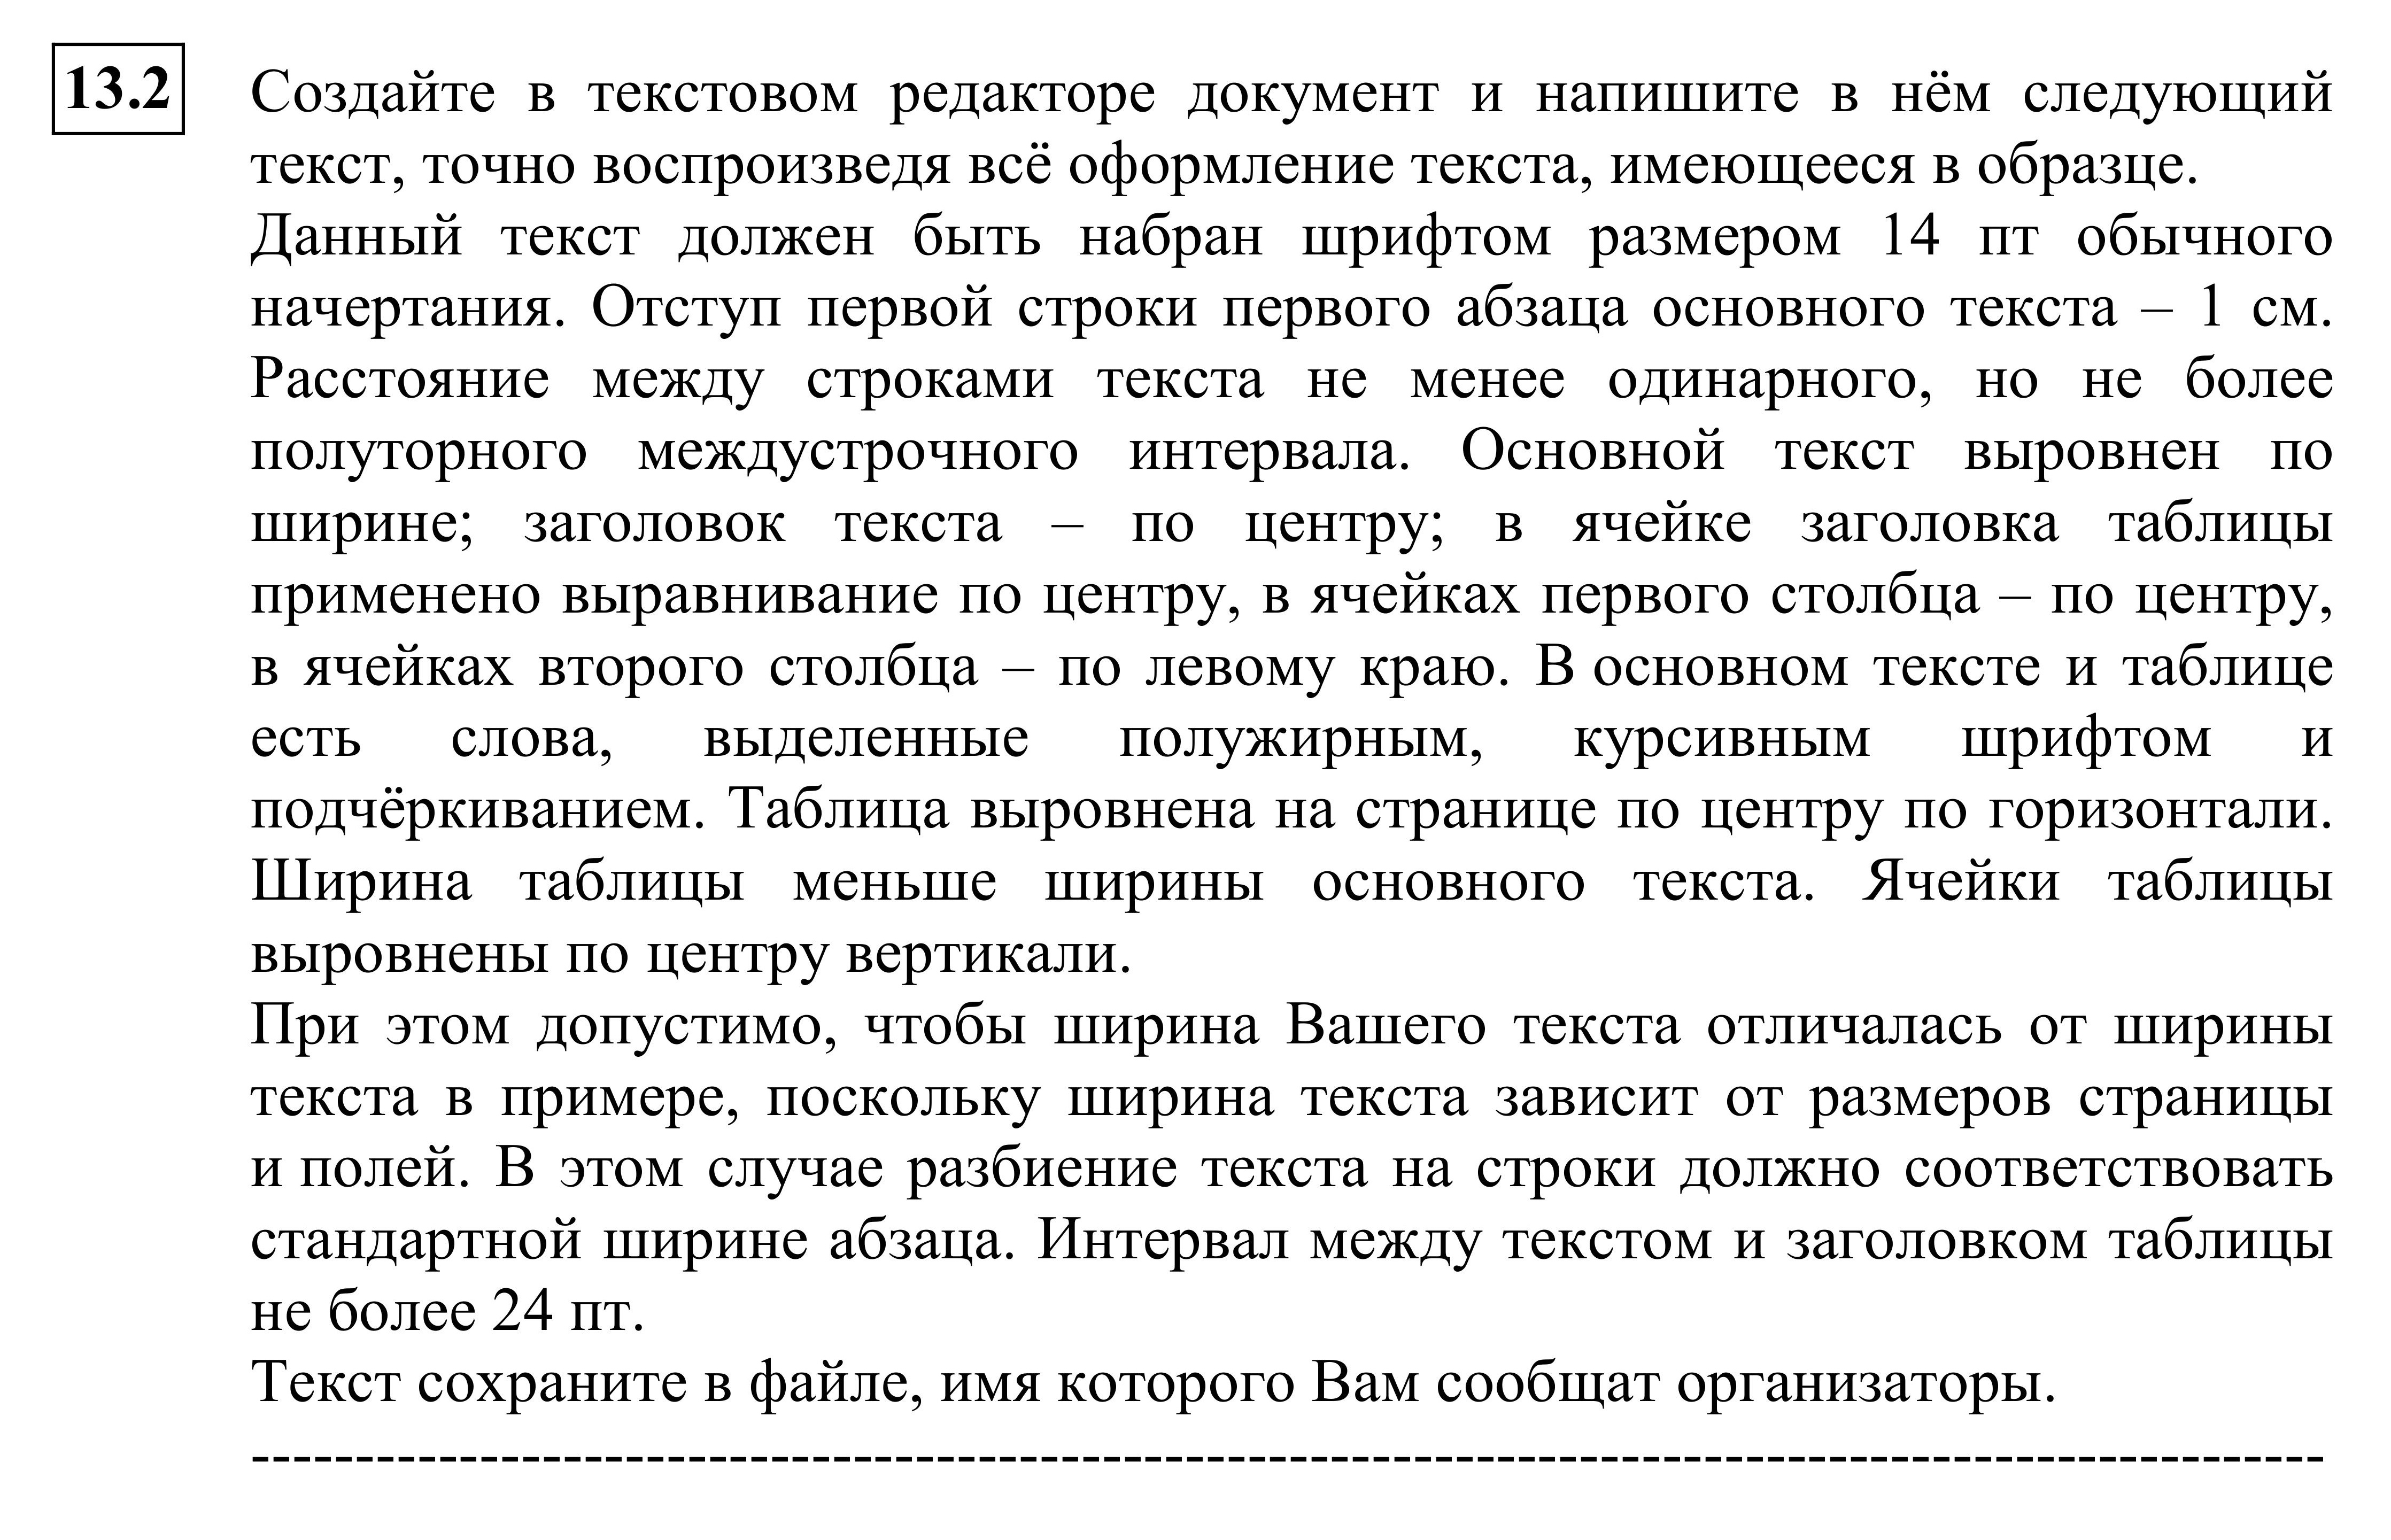 13.2
Создайте в текстовом редакторе документ и напишите в нём следующий
текст, точно воспроизведя всё оформление текста, имеющееся в образце.
Данный текст должен быть набран шрифтом размером 14 пт обычного
начертания. Отступ первой строки первого абзаца основного текста – 1 см.
Расстояние между строками текста не менее одинарного, но не более
полуторного междустрочного интервала. Основной текст выровнен по
ширине; заголовок текста – по центру; в ячейке заголовка таблицы
применено выравнивание по центру, в ячейках первого столбца – по центру,
в ячейках второго столбца – по левому краю. В основном тексте и таблице
есть слова, выделенные полужирным, курсивным шрифтом и
подчёркиванием. Таблица выровнена на странице по центру по горизонтали.
Ширина таблицы меньше ширины основного текста. Ячейки таблицы
выровнены по центру вертикали.
При этом допустимо, чтобы ширина Вашего текста отличалась от ширины
текста в примере, поскольку ширина текста зависит от размеров страницы
и полей. В этом случае разбиение текста на строки должно соответствовать
стандартной ширине абзаца. Интервал между текстом и заголовком таблицы
не более 24 пт.
Текст сохраните в файле, имя которого Вам сообщат организаторы.